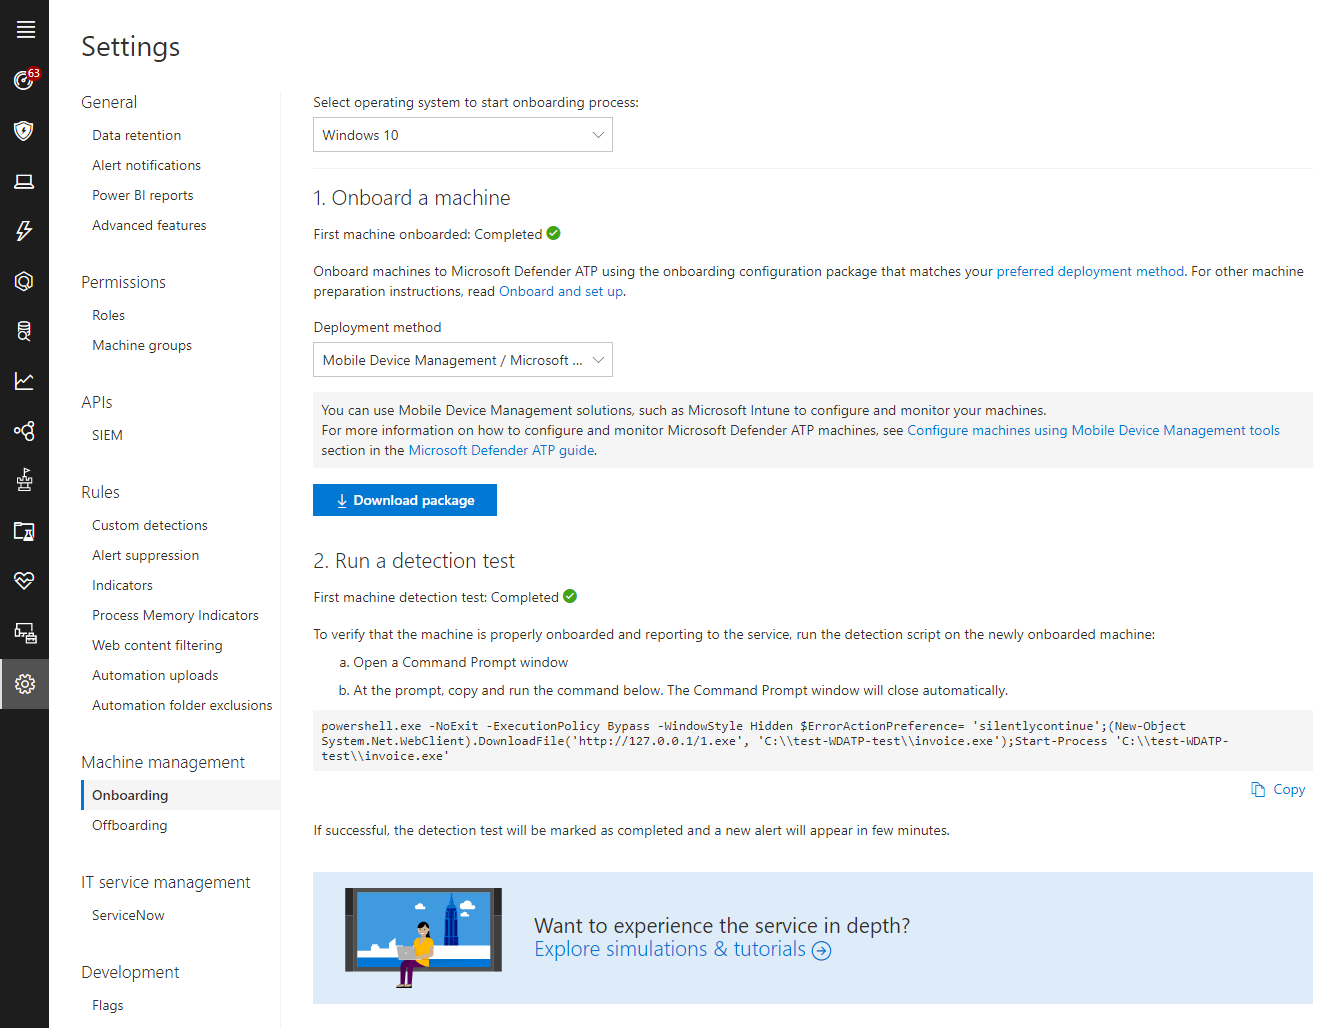 63
Settings
General
Data retention
Alert notifications
Power BI reports
Advanced features
Permissions
Roles
Machine groups
APIs
SIEM
Rules
Custom detections
Alert suppression
Indicators
Process Memory Indicators
Web content filtering
Automation uploads
Automation folder exclusions
Machine management
Onboarding
Offboarding
IT service management
ServiceNow
Development
Flags
Select operating system to start onboarding process:
Windows 10
1. Onboard a machine
First machine onboarded: Completed
Onboard machines to Microsoft Defender ATP using the onboarding configuration package that matches your preferred deployment method. For other machine
preparation instructions, read Onboard and set up.
Deployment method
Mobile Device Management / Microsoft ...
You can use Mobile Device Management solutions, such as Microsoft Intune to configure and monitor your machines.
For more information on how to configure and monitor Microsoft Defender ATP machines, see Configure machines using Mobile Device Management tools
section in the Microsoft Defender ATP guide.
Download package
2. Run a detection test
First machine detection test: Completed
To verify that the machine is properly onboarded and reporting to the service, run the detection script on the newly onboarded machine:
a. Open a Command Prompt window
b. At the prompt, copy and run the command below. The Command Prompt window will close automatically.
powershell.exe -NoExit -ExecutionPolicy Bypass -WindowStyle Hidden $ErrorActionPreference= 'silentlycontinue';(New-Object
System.Net.WebClient).DownloadFile('http://127.0.0.1/1.exe', 'C:\\test-WDATP-test\\invoice.exe');Start-Process 'C:\\test-WDATP-
test\\invoice.exe'
Copy
If successful, the detection test will be marked as completed and a new alert will appear in few minutes.
Want to experience the service in depth?
Explore simulations & tutorials